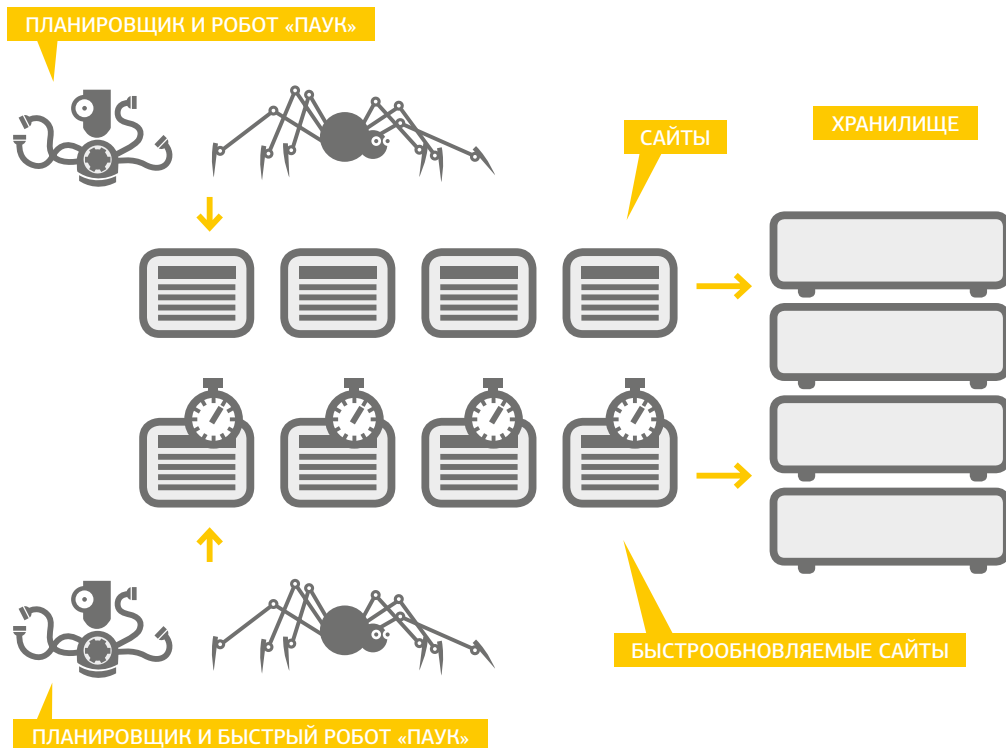 ПЛАНИРОВЩИК И РОБОТ «ПАУК»
САЙТЫ
ХРАНИЛИЩЕ
БЫСТРООБНОВЛЯЕМЫЕ САЙТЫ
ПЛАНИРОВЩИК И БЫСТРЫЙ РОБОТ «ПАУК»